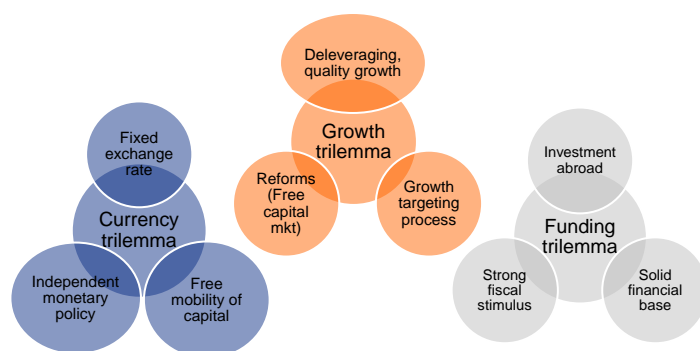 Deleveraging,
quality growth
Growth
trilemma
Reforms
(Free
capital
mkt)
Growth
targeting
process
Fixed
exchange
rate
Currency
trilemma
Independent
monetary
policy
Free
mobility of
capital
Investment
abroad
Funding
trilemma
Strong
fiscal
stimulus
Solid
financial
base